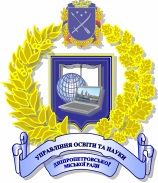 УПРАВЛІННЯ ОСВІТИ ТА НАУКИ
ДНІПРОПЕТРОВСЬКОЇ
МІСЬКОЇ РАДИ